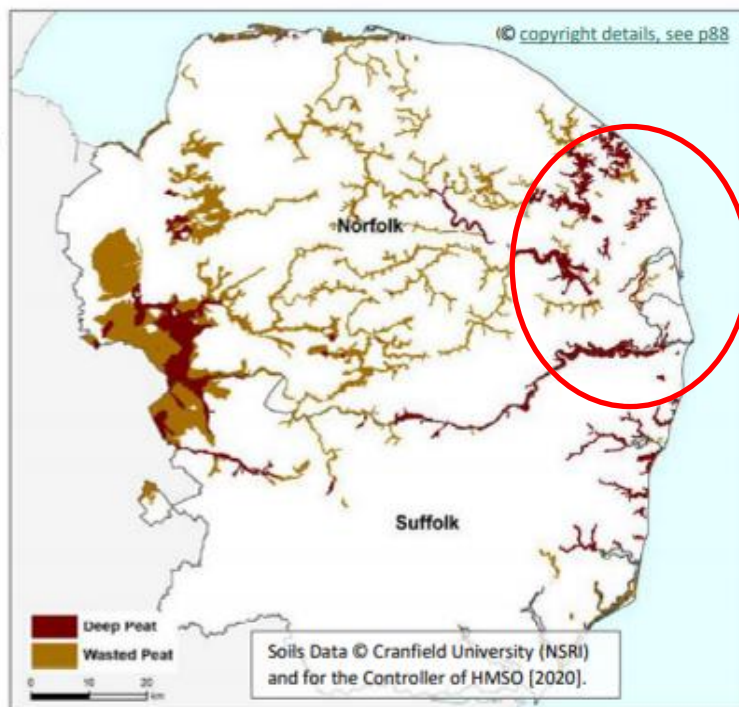 © copyright details, see p88
Norfolk
Suffolk
Deep Peat
Wasted Peat
0 10 20
km
Soils Data © Cranfield University (NSRI)
and for the Controller of HMSO [2020].